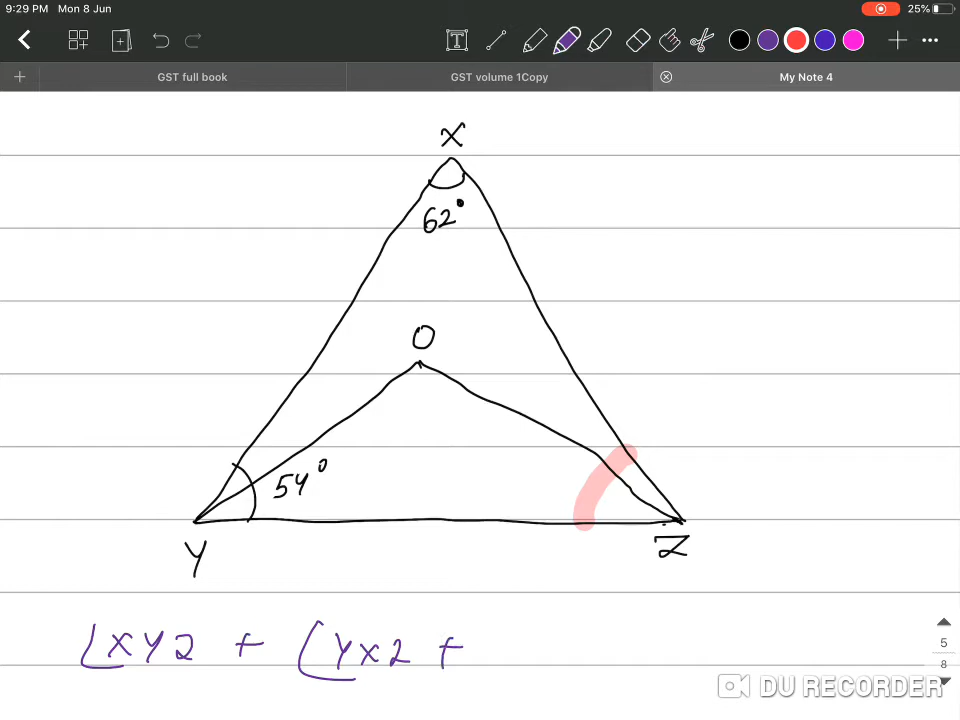 9:29 PM Mon 8 Jun
25%
GST full book
GST volume 1Copy
My Note 4
X
62°
O
54°
Y
Z
∠XYZ + ∠YXZ +
5
8
DU RECORDER